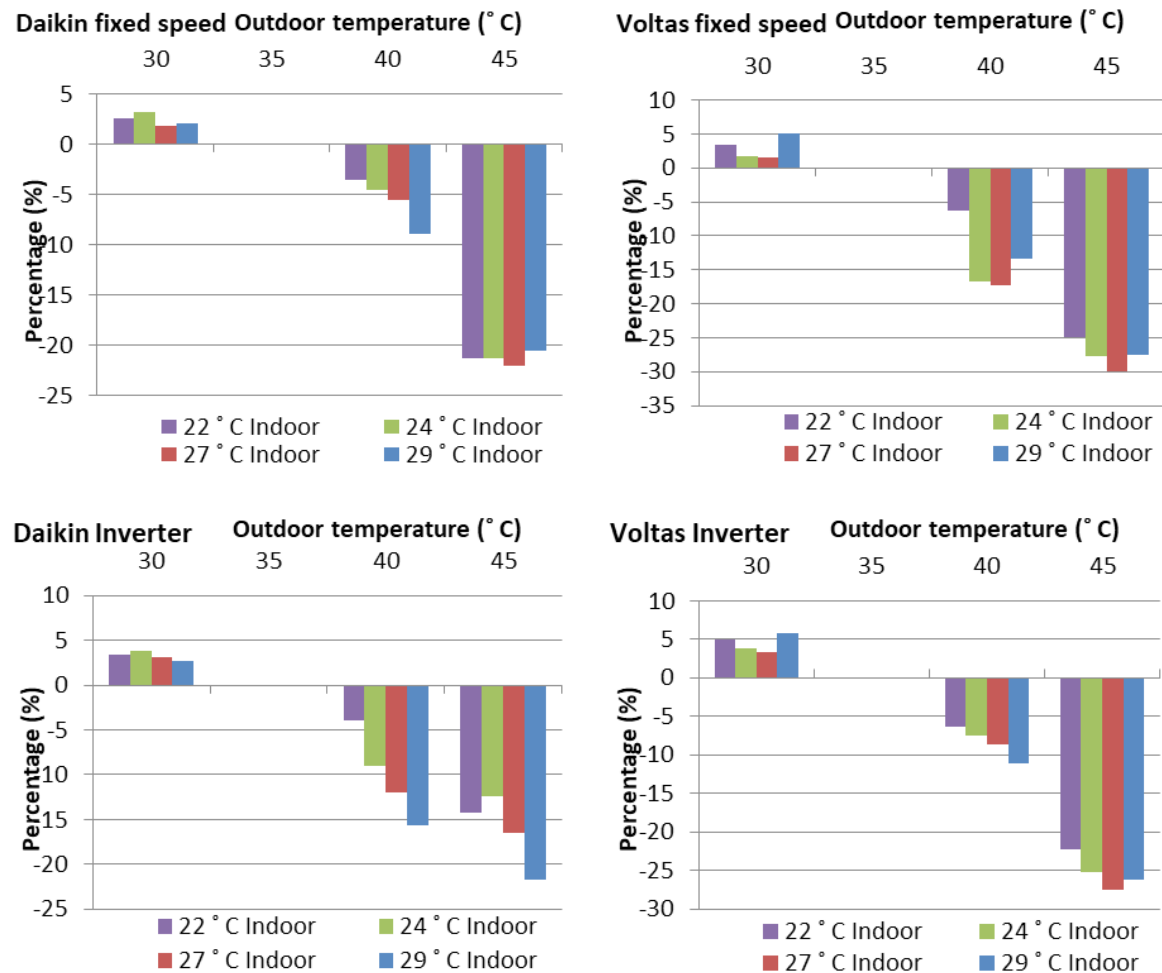 Daikin fixed speed Outdoor temperature (˚ C)
30 35 40 45
5
0
-5
-10
-15
-20
-25
Percentage (%)
22 ˚ C Indoor 24 ˚ C Indoor
27 ˚ C Indoor 29 ˚ C Indoor
Voltas fixed speed Outdoor temperature (˚ C)
30 35 40 45
10
5
0
-5
-10
-15
-20
-25
-30
-35
Percentage (%)
22 ˚ C Indoor 24 ˚ C Indoor
27 ˚ C Indoor 29 ˚ C Indoor
Daikin Inverter Outdoor temperature (˚ C)
30 35 40 45
10
5
0
-5
-10
-15
-20
-25
Percentage (%)
22 ˚ C Indoor 24 ˚ C Indoor
27 ˚ C Indoor 29 ˚ C Indoor
Voltas Inverter Outdoor temperature (˚ C)
30 35 40 45
10
5
0
-5
-10
-15
-20
-25
-30
Percentage (%)
22 ˚ C Indoor 24 ˚ C Indoor
27 ˚ C Indoor 29 ˚ C Indoor